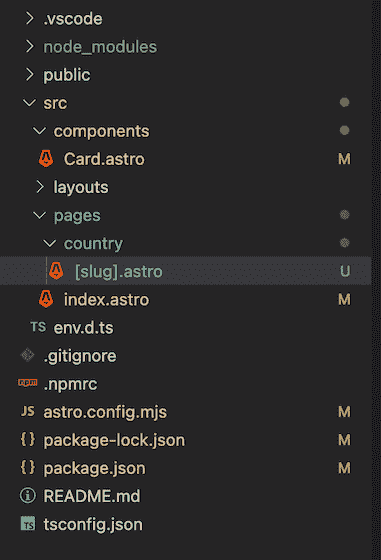 .vscode
node_modules
public
src
components
Card.astro M
layouts
pages
country
[slug].astro U
index.astro M
TS env.d.ts
.gitignore
npm .npmrc
JS astro.config.mjs M
{} package-lock.json M
{} package.json M
README.md
TS tsconfig.json